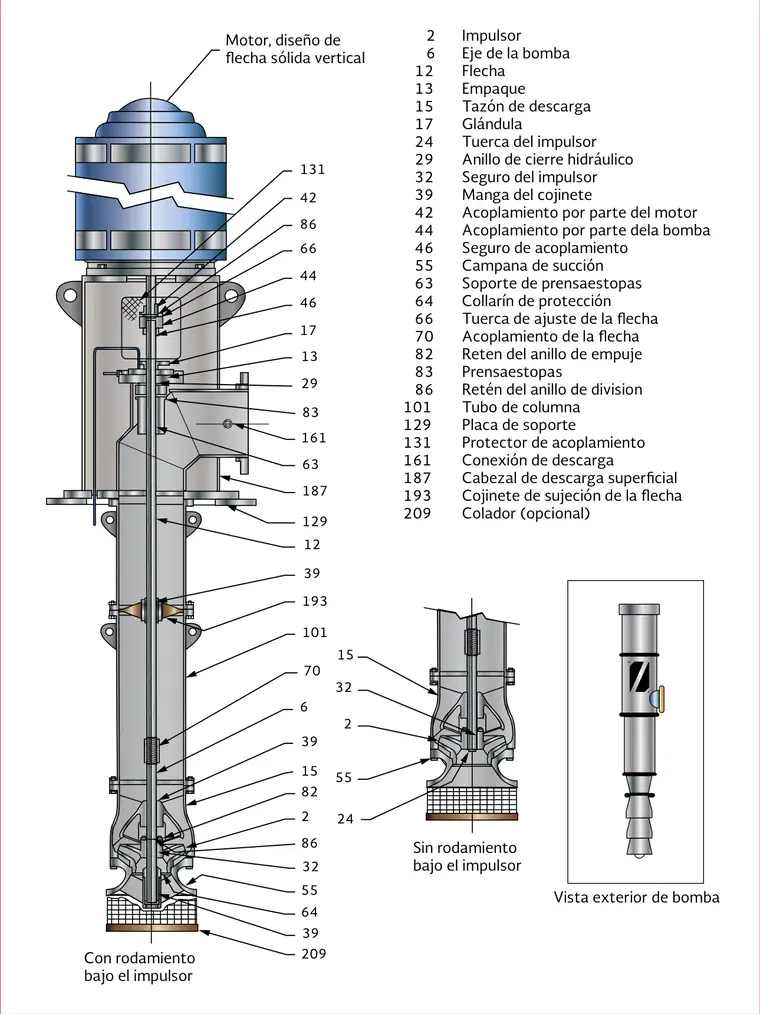 Motor, diseño de
flecha sólida vertical
2 Impulsor
6 Eje de la bomba
12 Flecha
13 Empaque
15 Tazón de descarga
17 Glándula
24 Tuerca del impulsor
29 Anillo de cierre hidráulico
32 Seguro del impulsor
39 Manga del cojinete
42 Acoplamiento por parte del motor
44 Acoplamiento por parte dela bomba
46 Seguro de acoplamiento
55 Campana de succión
63 Soporte de prensaestopas
64 Collarín de protección
66 Tuerca de ajuste de la flecha
70 Acoplamiento de la flecha
82 Reten del anillo de empuje
83 Prensaestopas
86 Retén del anillo de division
101 Tubo de columna
129 Placa de soporte
131 Protector de acoplamiento
161 Conexión de descarga
187 Cabezal de descarga superficial
193 Cojinete de sujeción de la flecha
209 Colador (opcional)
131
42
86
66
44
46
17
13
29
83
161
63
187
129
12
39
193
101
70
6
39
15
82
2
86
32
55
64
39
209
Con rodamiento
bajo el impulsor
15
32
2
55
24
Sin rodamiento
bajo el impulsor
Vista exterior de bomba